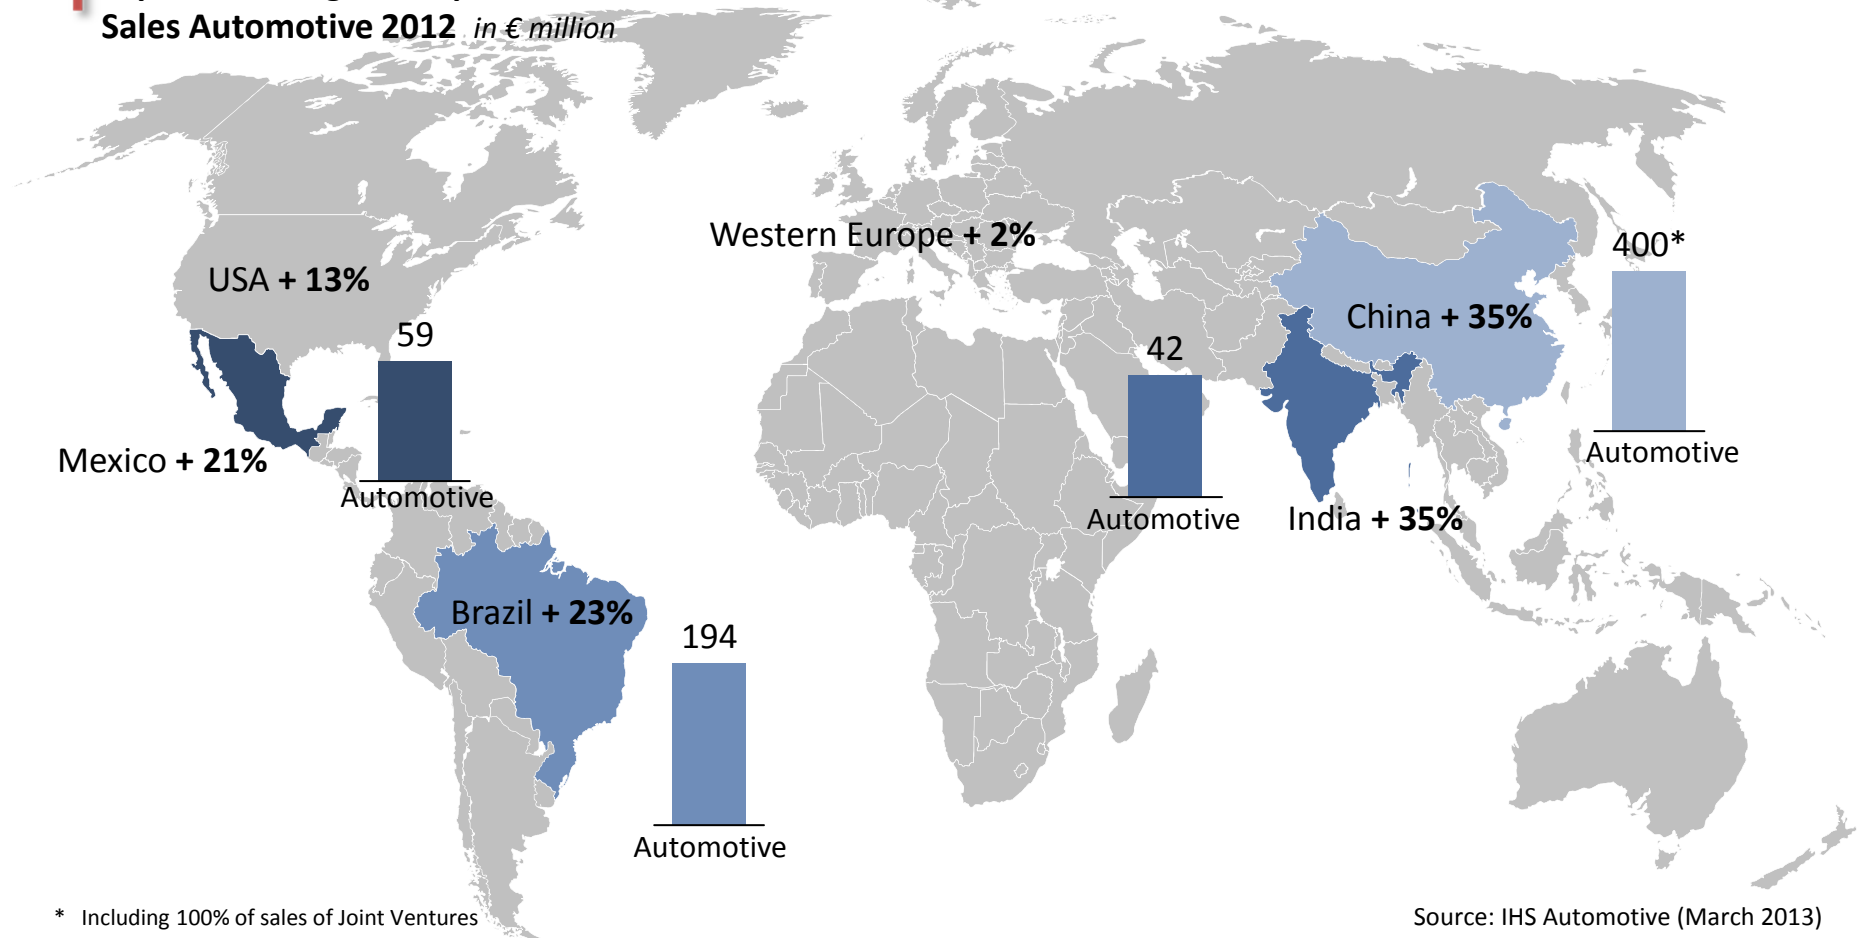 Sales Automotive 2012 in € million
Western Europe + 2%
400*
USA + 13%
China + 35%
59
42
Mexico + 21%
Automotive
Automotive
Automotive
India + 35%
Brazil + 23%
194
Automotive
* Including 100% of sales of Joint Ventures
Source: IHS Automotive (March 2013)